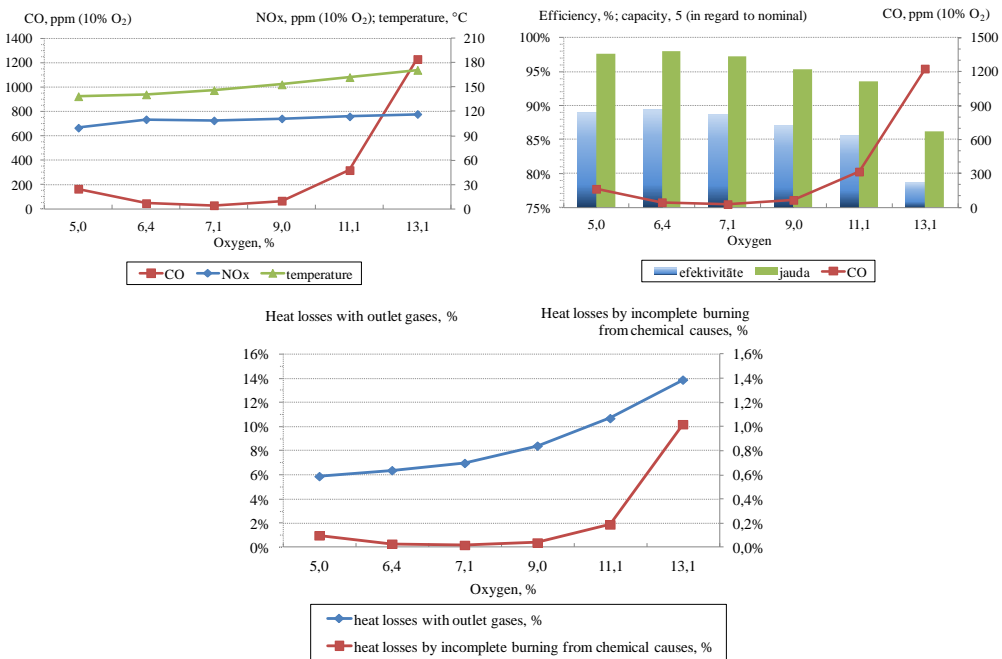 CO, ppm (10% O₂)
NOx, ppm (10% O₂); temperature, °C
1400
1200
1000
800
600
400
200
0
210
180
150
120
90
60
30
0
5,0 6,4 7,1 9,0 11,1 13,1
Oxygen, %
CO NOx temperature
Efficiency, %; capacity, 5 (in regard to nominal)
CO, ppm (10% O₂)
100%
95%
90%
85%
80%
75%
1500
1200
900
600
300
0
5,0 6,4 7,1 9,0 11,1 13,1
Oxygen
efektivitāte jauda CO
Heat losses with outlet gases, %
Heat losses by incomplete burning
from chemical causes, %
16%
14%
12%
10%
8%
6%
4%
2%
0%
1,6%
1,4%
1,2%
1,0%
0,8%
0,6%
0,4%
0,2%
0,0%
5,0 6,4 7,1 9,0 11,1 13,1
Oxygen, %
heat losses with outlet gases, %
heat losses by incomplete burning from chemical causes, %